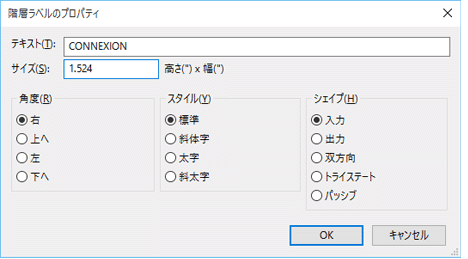 階層ラベルのプロパティ
テキスト(T): CONNEXION
サイズ(S): 1.524 高さ(") x 幅(")
角度(R) スタイル(Y) シェイプ(H)
右 標準 入力
上へ 斜体字 出力
左 太字 双方向
下へ 斜太字 トライステート
パッシブ
OK キャンセル